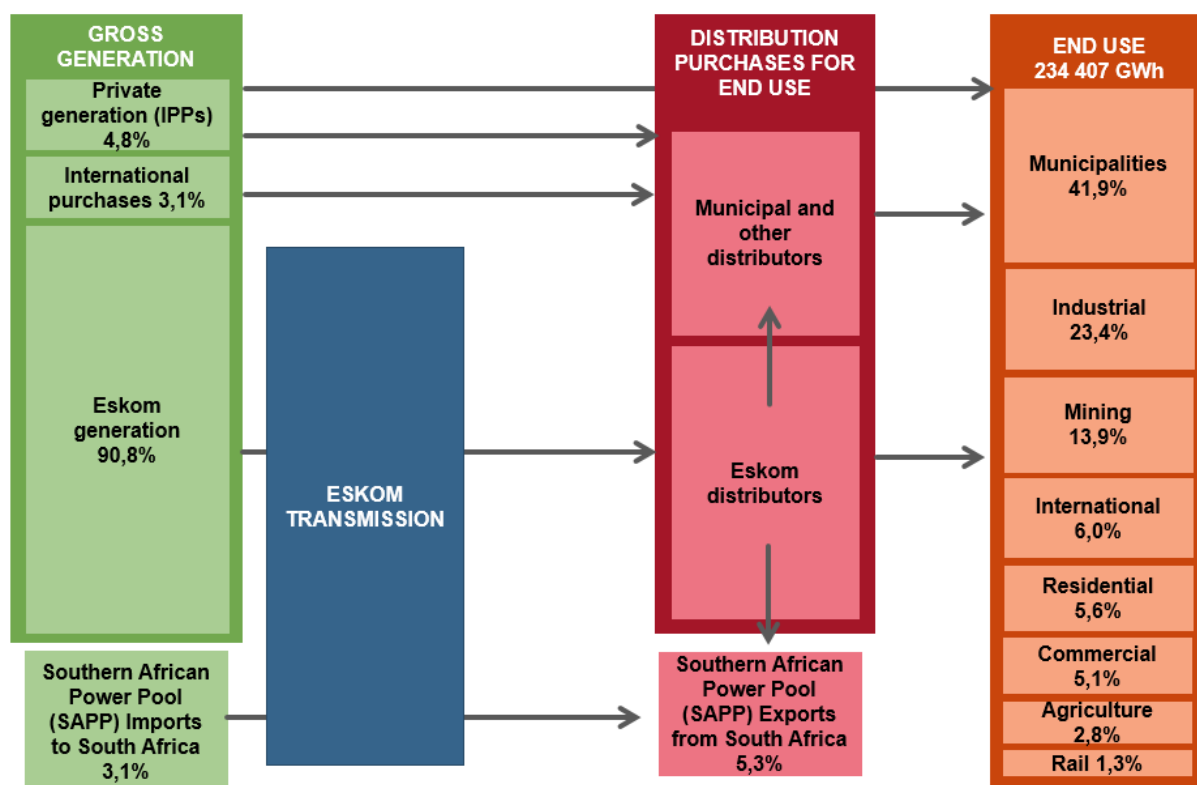 GROSS
GENERATION
Private
generation (IPPs)
4,8%
International
purchases 3,1%
Eskom
generation
90,8%
Southern African
Power Pool
(SAPP) Imports
to South Africa
3,1%
ESKOM
TRANSMISSION
DISTRIBUTION
PURCHASES FOR
END USE
Municipal and
other
distributors
Eskom
distributors
Southern African
Power Pool
(SAPP) Exports
from South Africa
5,3%
END USE
234 407 GWh
Municipalities
41,9%
Industrial
23,4%
Mining
13,9%
International
6,0%
Residential
5,6%
Commercial
5,1%
Agriculture
2,8%
Rail 1,3%